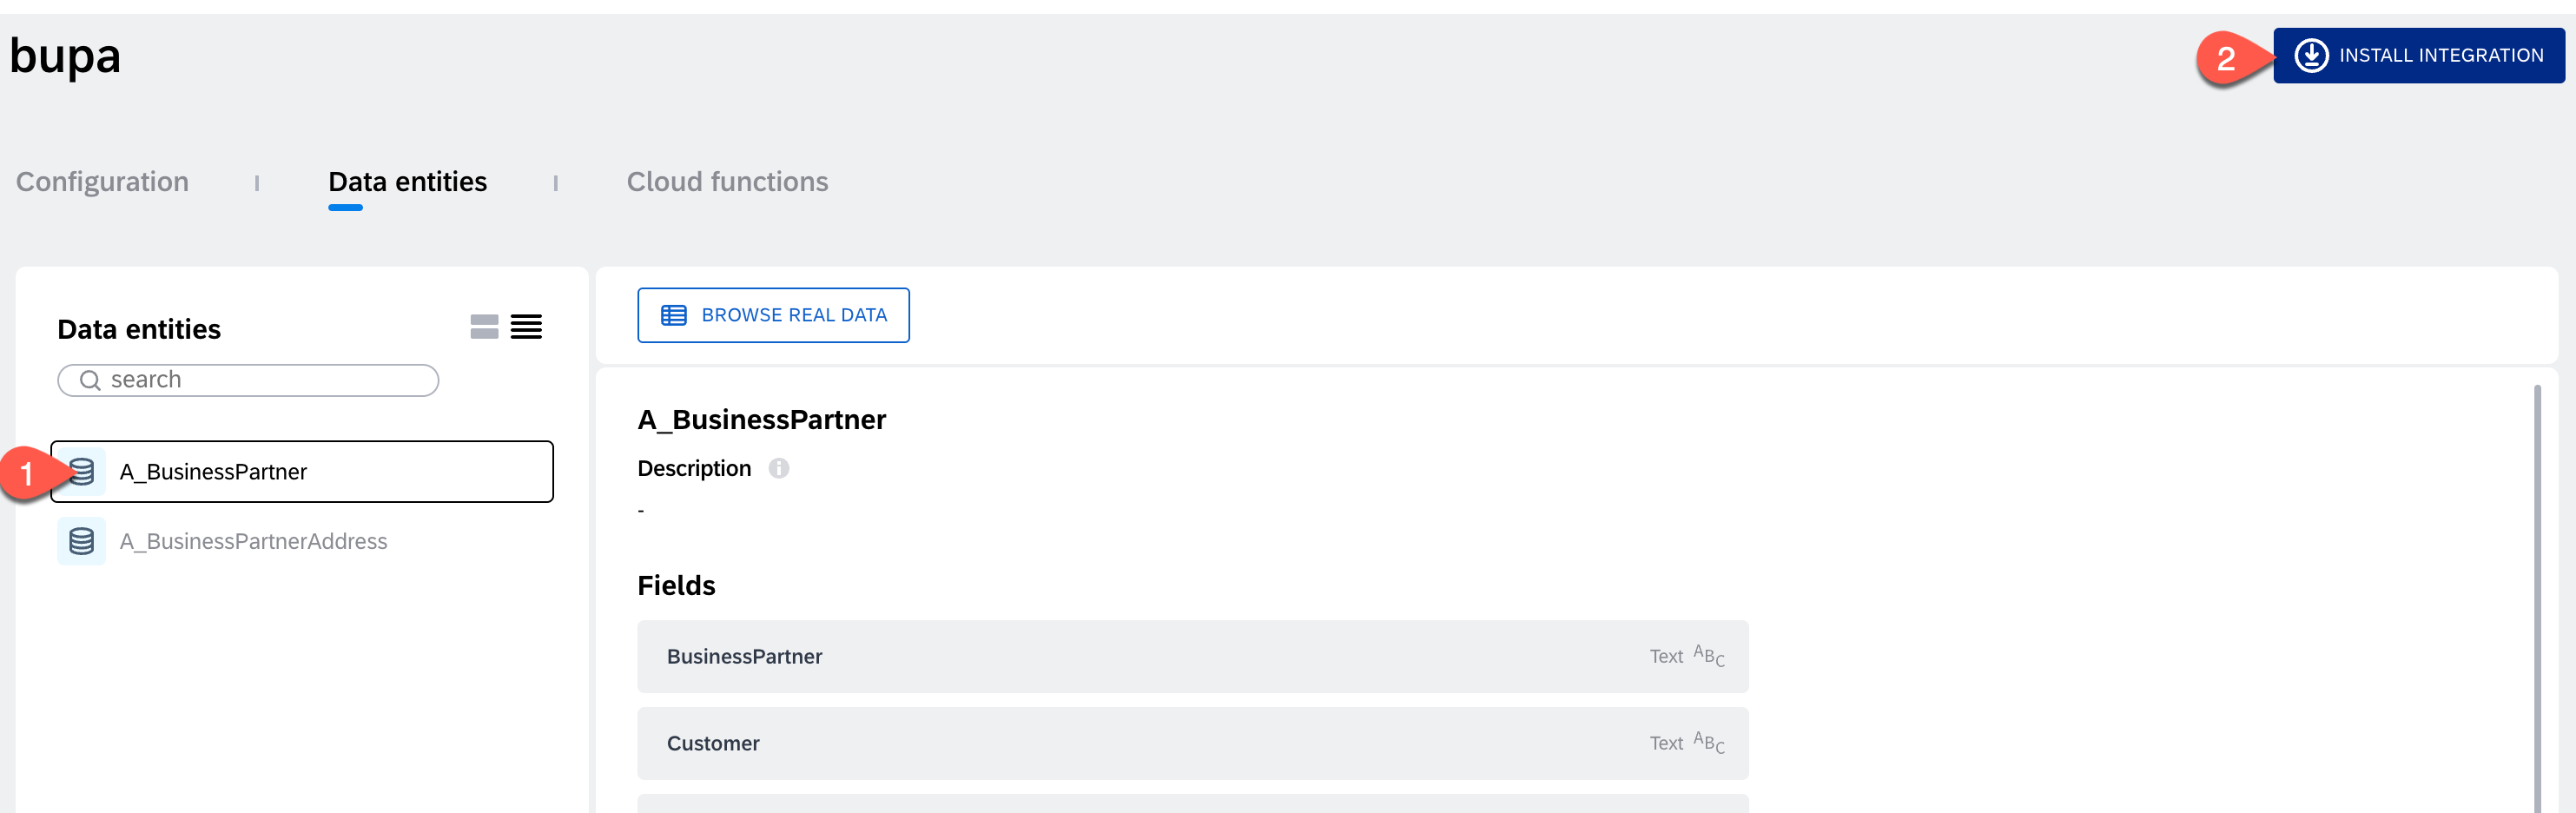 bupa
2
INSTALL INTEGRATION
Configuration
Data entities
Cloud functions
Data entities
search
1
A_BusinessPartner
A_BusinessPartnerAddress
BROWSE REAL DATA
A_BusinessPartner
Description i
-
Fields
BusinessPartner Text ABC
Customer Text ABC